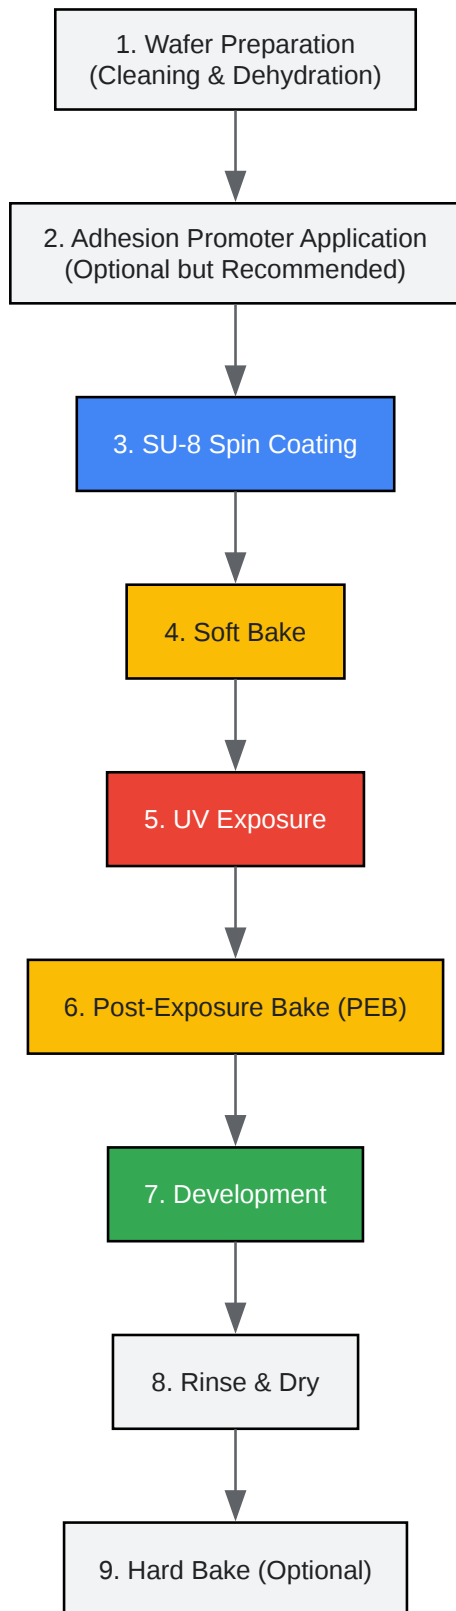 1. Wafer Preparation
(Cleaning & Dehydration)
2. Adhesion Promoter Application
(Optional but Recommended)
3. SU-8 Spin Coating
4. Soft Bake
5. UV Exposure
6. Post-Exposure Bake (PEB)
7. Development
8. Rinse & Dry
9. Hard Bake (Optional)